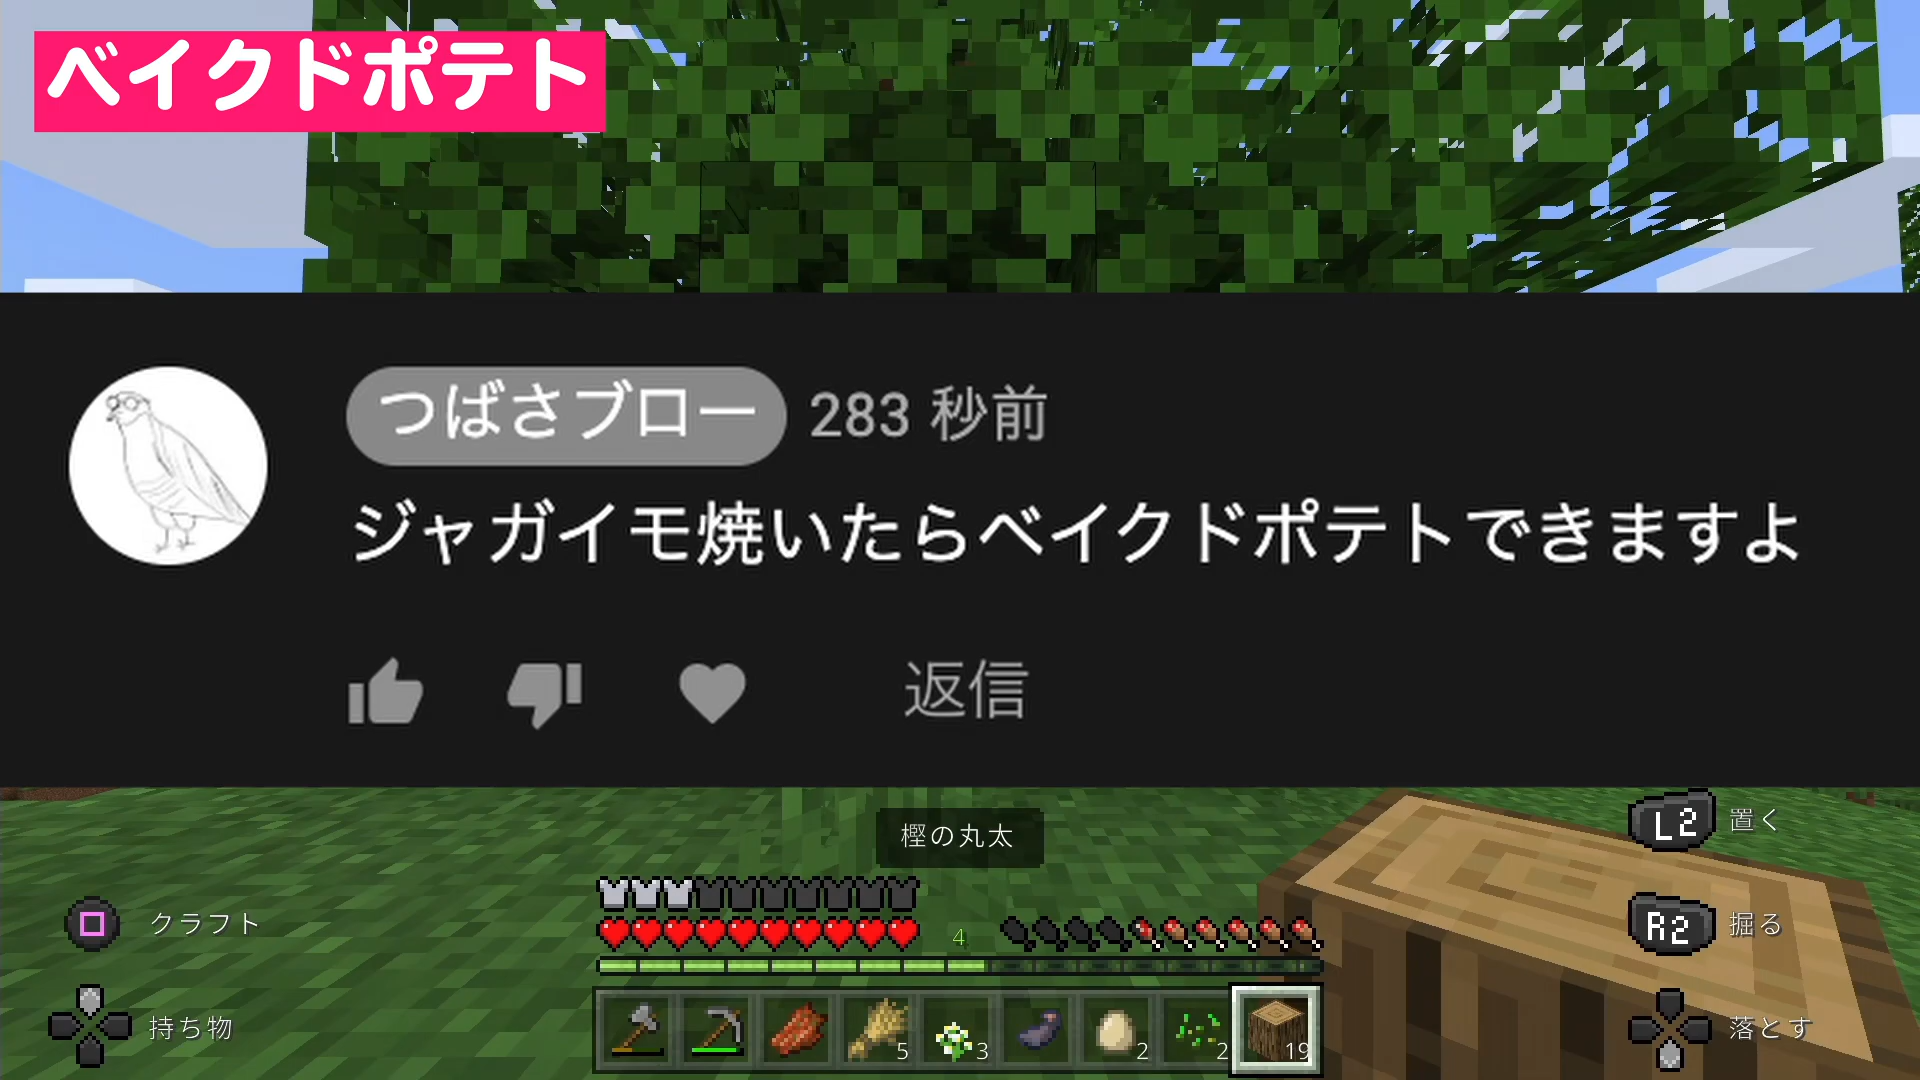 ベイクドポテト
つばさブロー 283 秒前
ジャガイモ焼いたらベイクドポテトできますよ
返信
樫の丸太
L2 置く
クラフト
R2 掘る
4
持ち物
落とす
5 3 2 2 19